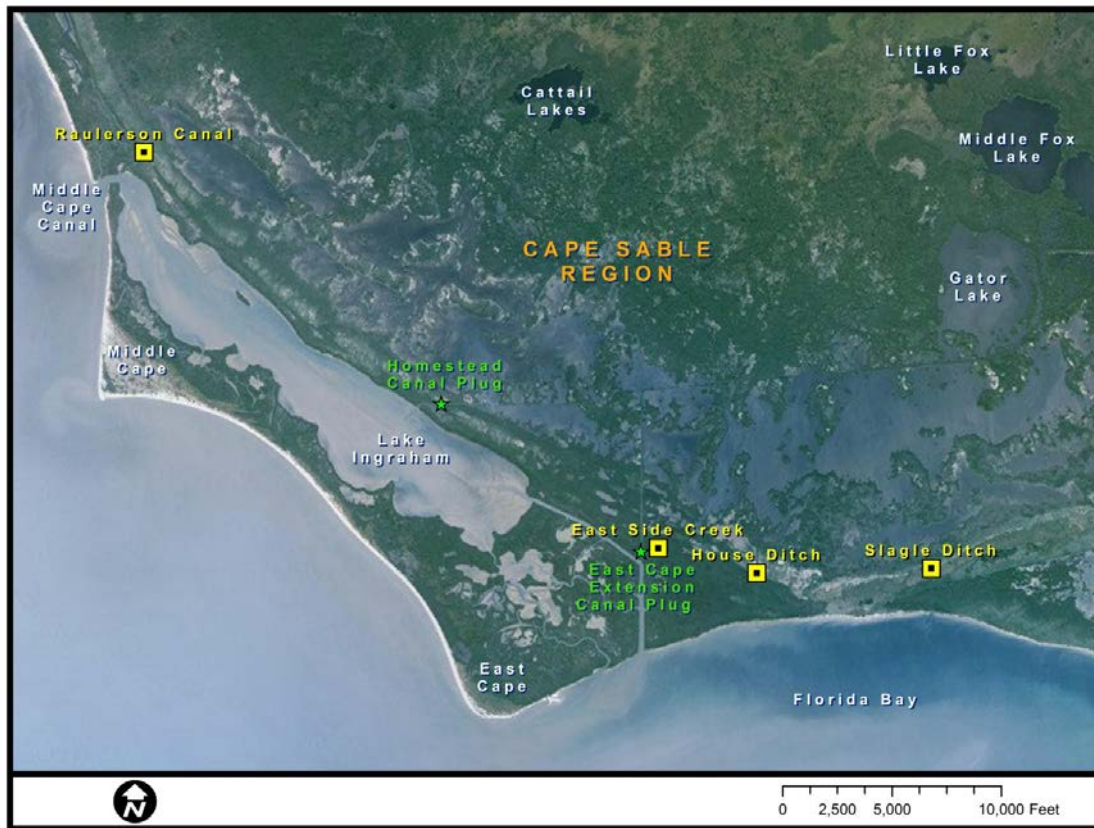 Little Fox
Lake
Cattail
Lakes
Raulerson Canal
Middle Fox
Lake
Middle
Cape
Canal
CAPE SABLE
REGION
Gator
Lake
Middle
Cape
Homestead
Canal Plug
Lake
Ingraham
East Side Creek
House Ditch
Slagle Ditch
East Cape
Extension
Canal Plug
East
Cape
Florida Bay
N
0 2,500 5,000 10,000 Feet